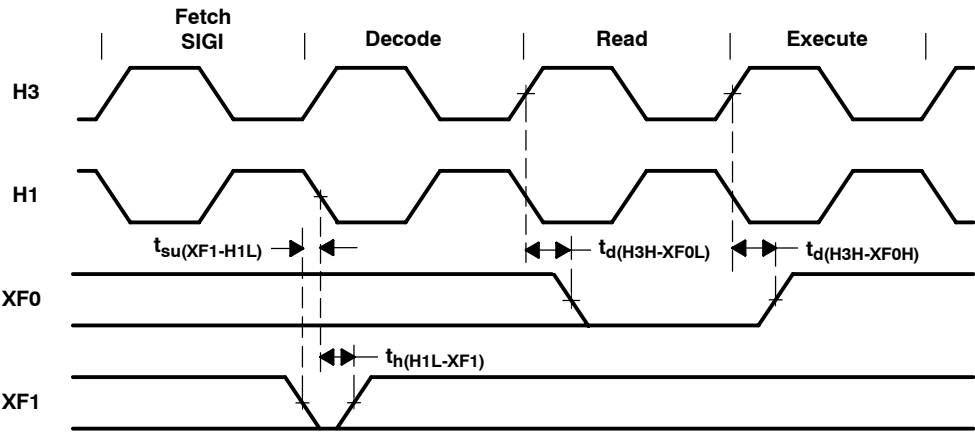 Fetch
SIGI
Decode
Read
Execute
H3
H1
tsu(XF1-H1L)
td(H3H-XF0L)
td(H3H-XF0H)
XF0
th(H1L-XF1)
XF1